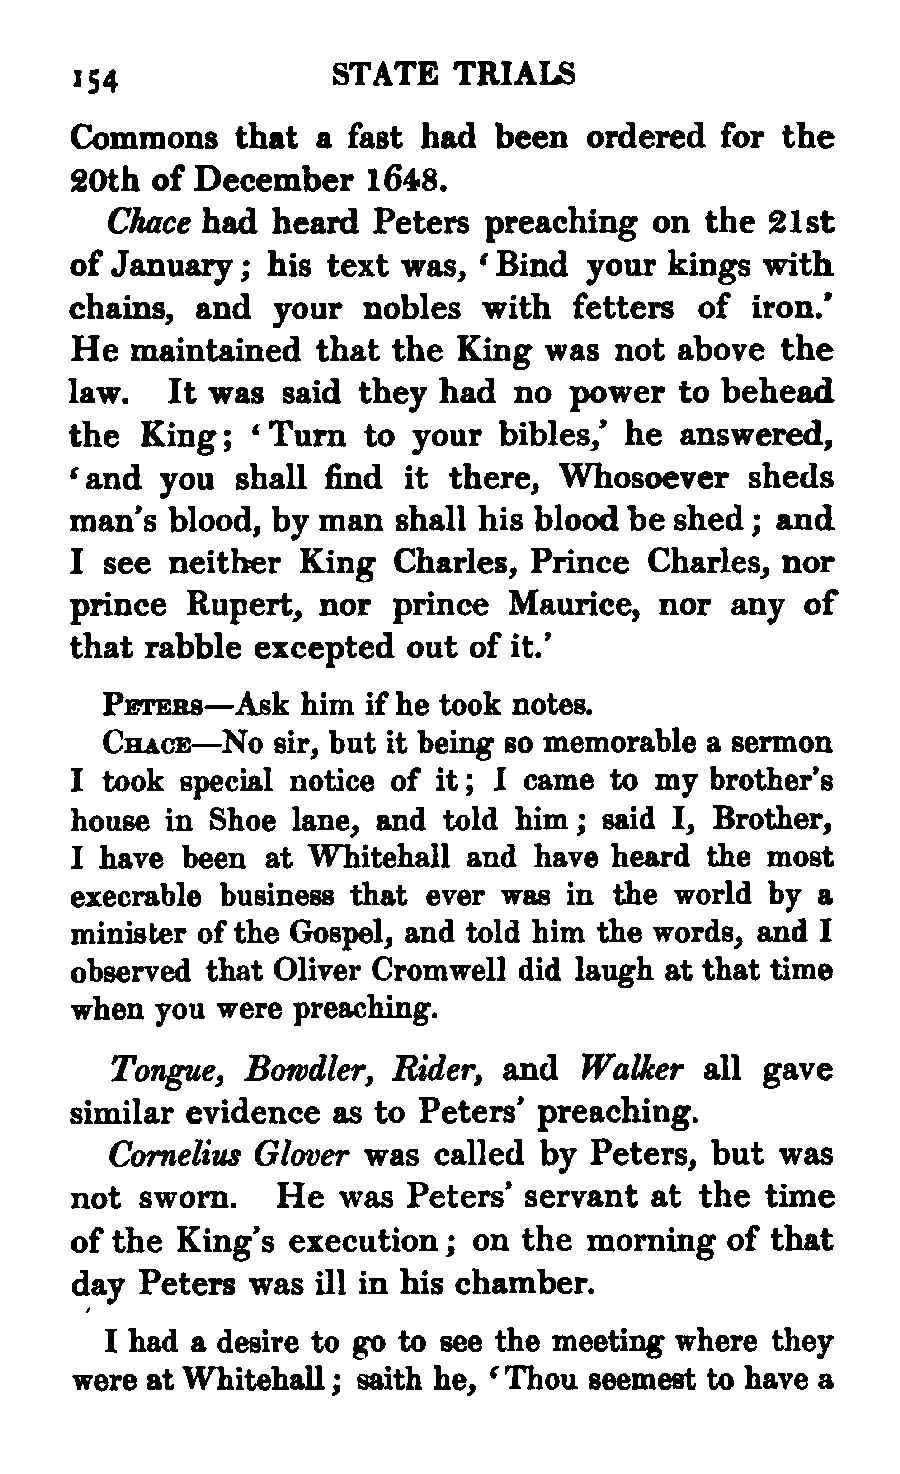 154 STATE TRIALS
Commons that a fast had been ordered for the
20th of December 1648.
Chace had heard Peters preaching on the 21st
of January; his text was, ‘Bind your kings with
chains, and your nobles with fetters of iron.’
He maintained that the King was not above the
law. It was said they had no power to behead
the King; ‘Turn to your bibles,’ he answered,
‘and you shall find it there, Whosoever sheds
man's blood, by man shall his blood be shed; and
I see neither King Charles, Prince Charles, nor
prince Rupert, nor prince Maurice, nor any of
that rabble excepted out of it.’
PETERS—Ask him if he took notes.
CHACE—No sir, but it being so memorable a sermon
I took special notice of it; I came to my brother's
house in Shoe lane, and told him; said I, Brother,
I have been at Whitehall and have heard the most
execrable business that ever was in the world by a
minister of the Gospel, and told him the words, and I
observed that Oliver Cromwell did laugh at that time
when you were preaching.
Tongue, Bowdler, Rider, and Walker all gave
similar evidence as to Peters' preaching.
Cornelius Glover was called by Peters, but was
not sworn. He was Peters' servant at the time
of the King's execution; on the morning of that
day Peters was ill in his chamber.
I had a desire to go to see the meeting where they
were at Whitehall; saith he, ‘Thou seemest to have a